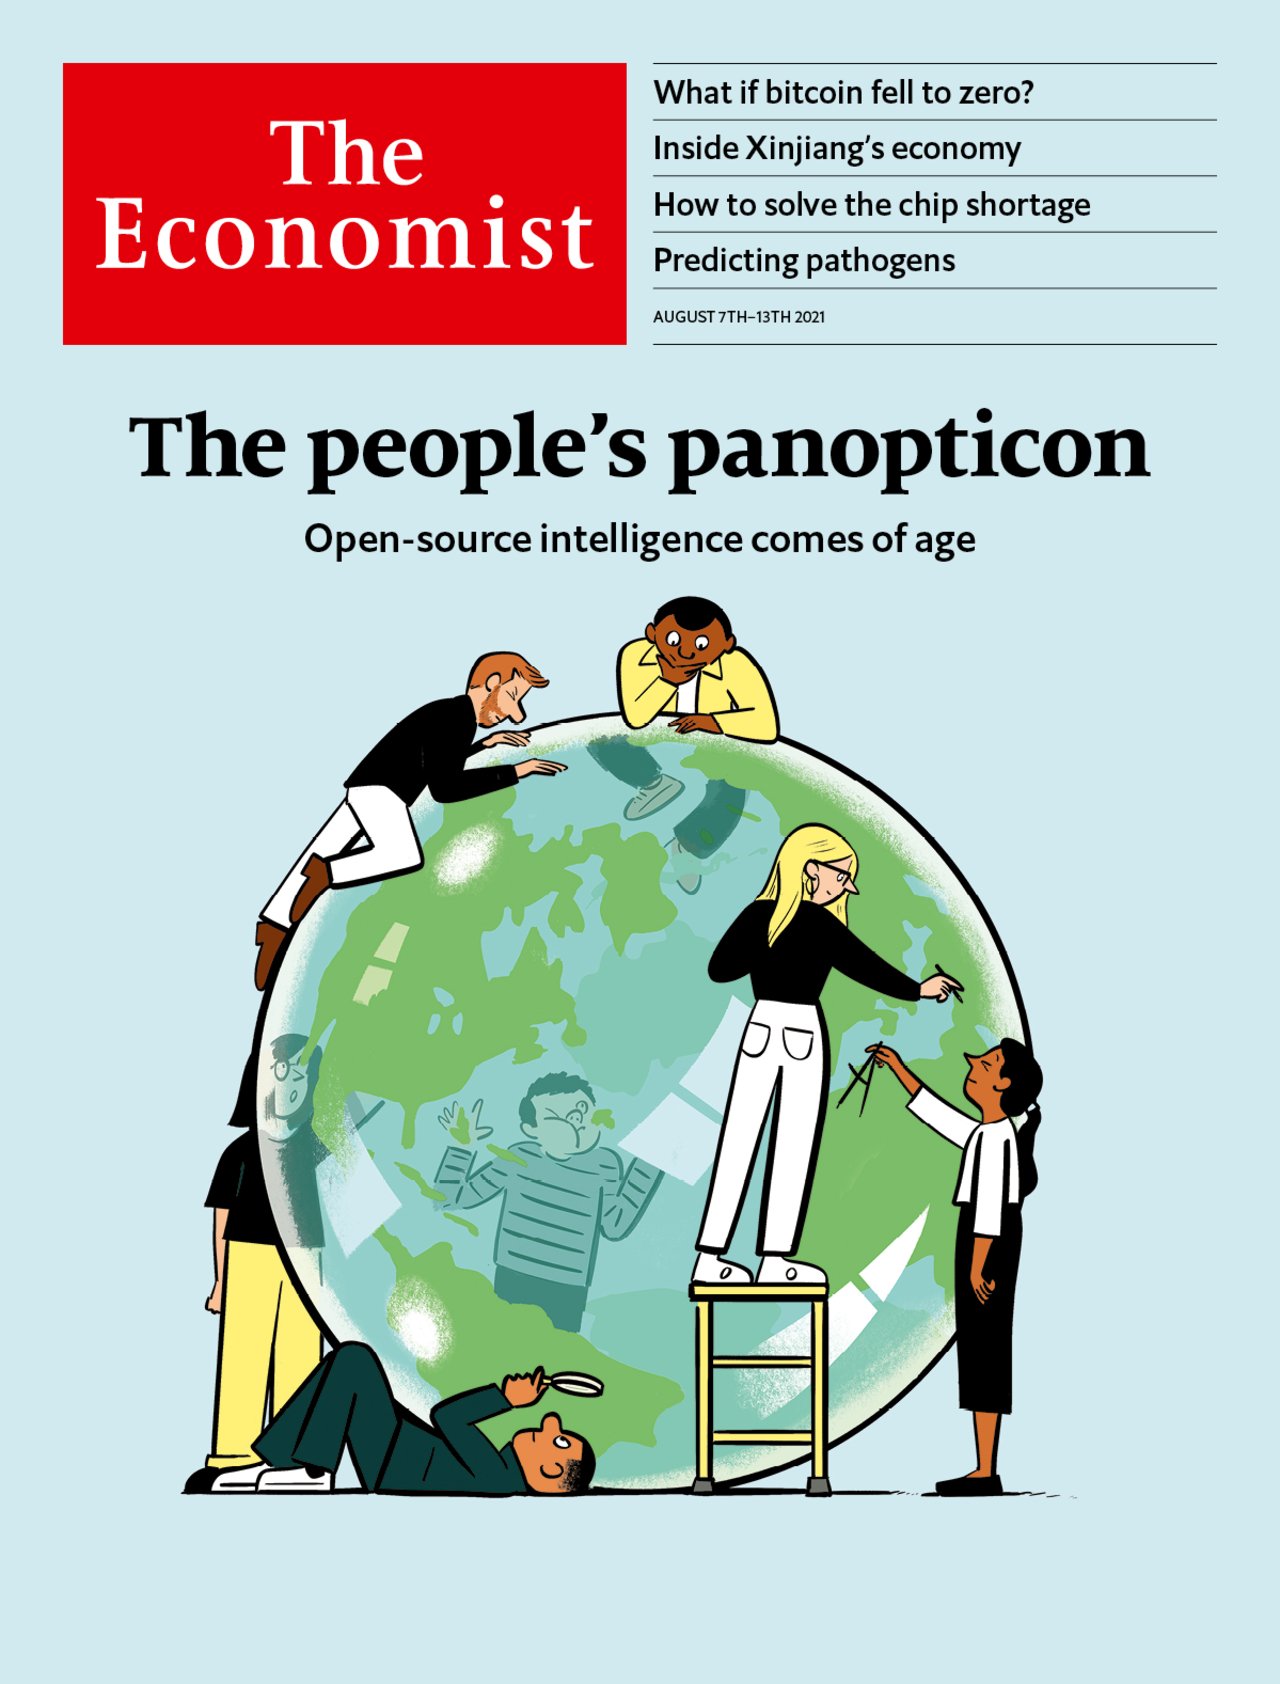 The
Economist
What if bitcoin fell to zero?
Inside Xinjiang’s economy
How to solve the chip shortage
Predicting pathogens
AUGUST 7TH–13TH 2021
The people’s panopticon
Open-source intelligence comes of age